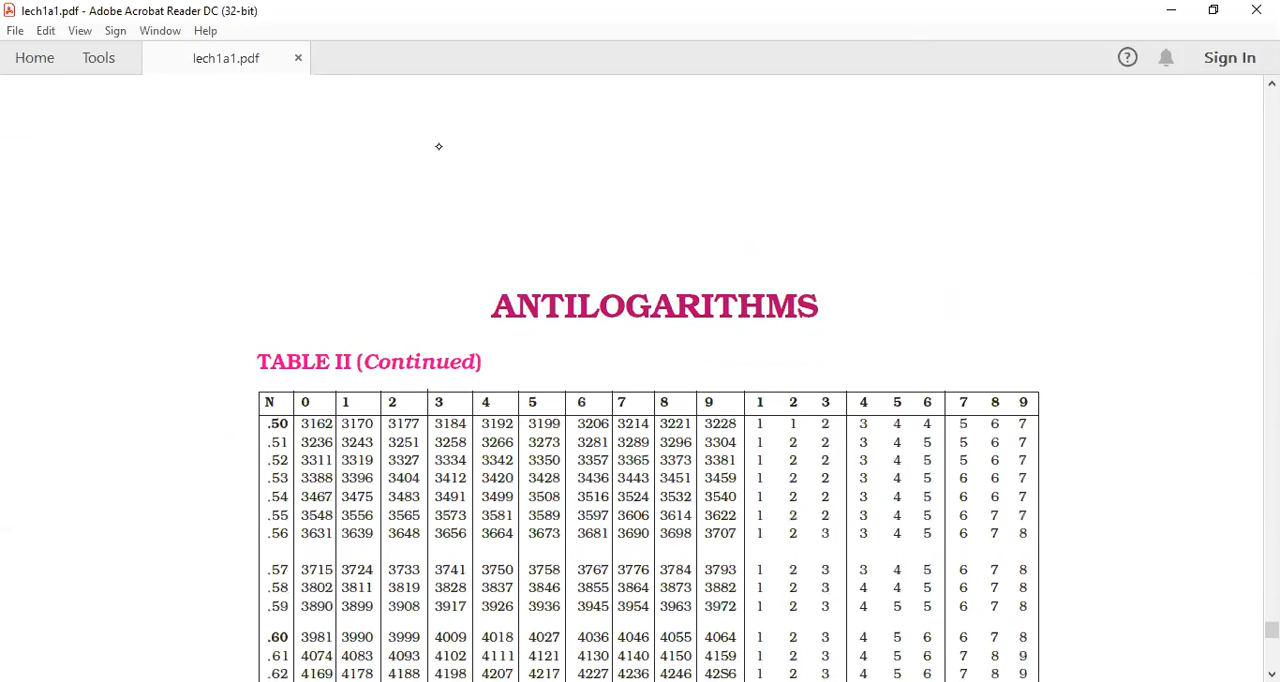 lech1a1.pdf - Adobe Acrobat Reader DC (32-bit)
File Edit View Sign Window Help
Home Tools lech1a1.pdf × ? Sign In
ANTILOGARITHMS
TABLE II (Continued)
N 0 1 2 3 4 5 6 7 8 9 1 2 3 4 5 6 7 8 9
.50 3162 3170 3177 3184 3192 3199 3206 3214 3221 3228 1 1 2 3 4 4 5 6 7
.51 3236 3243 3251 3258 3266 3273 3281 3289 3296 3304 1 2 2 3 4 5 5 6 7
.52 3311 3319 3327 3334 3342 3350 3357 3365 3373 3381 1 2 2 3 4 5 5 6 7
.53 3388 3396 3404 3412 3420 3428 3436 3443 3451 3459 1 2 2 3 4 5 6 6 7
.54 3467 3475 3483 3491 3499 3508 3516 3524 3532 3540 1 2 2 3 4 5 6 6 7
.55 3548 3556 3565 3573 3581 3589 3597 3606 3614 3622 1 2 2 3 4 5 6 7 7
.56 3631 3639 3648 3656 3664 3673 3681 3690 3698 3707 1 2 3 3 4 5 6 7 8
.57 3715 3724 3733 3741 3750 3758 3767 3776 3784 3793 1 2 3 3 4 5 6 7 8
.58 3802 3811 3819 3828 3837 3846 3855 3864 3873 3882 1 2 3 4 4 5 6 7 8
.59 3890 3899 3908 3917 3926 3936 3945 3954 3963 3972 1 2 3 4 5 5 6 7 8
.60 3981 3990 3999 4009 4018 4027 4036 4046 4055 4064 1 2 3 4 5 6 6 7 8
.61 4074 4083 4093 4102 4111 4121 4130 4140 4150 4159 1 2 3 4 5 6 7 8 9
.62 4169 4178 4188 4198 4207 4217 4227 4236 4246 42S6 1 2 3 4 5 6 7 8 9